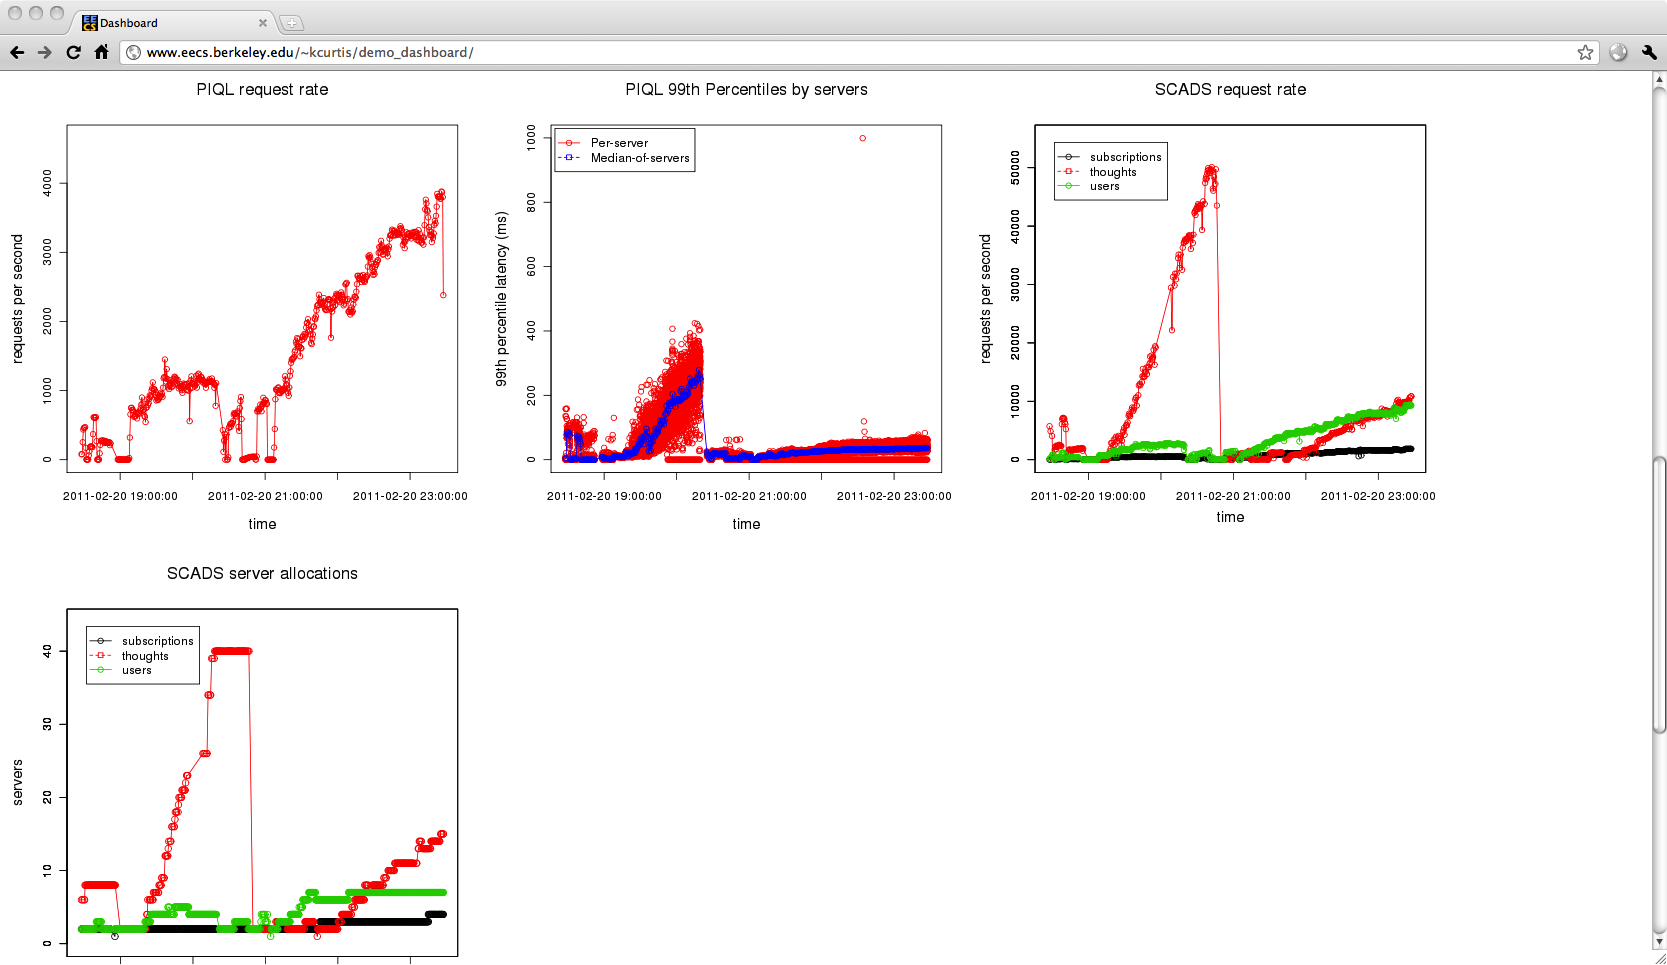 Dashboard
www.eecs.berkeley.edu/~kcurtis/demo_dashboard/
PIQL request rate
requests per second
0
1000
2000
3000
4000
2011-02-20 19:00:00
2011-02-20 21:00:00
2011-02-20 23:00:00
time
PIQL 99th Percentiles by servers
Per-server
Median-of-servers
99th percentile latency (ms)
0
200
400
600
800
1000
2011-02-20 19:00:00
2011-02-20 21:00:00
2011-02-20 23:00:00
time
SCADS request rate
subscriptions
thoughts
users
requests per second
0
10000
20000
30000
40000
50000
2011-02-20 19:00:00
2011-02-20 21:00:00
2011-02-20 23:00:00
time
SCADS server allocations
subscriptions
thoughts
users
servers
0
10
20
30
40